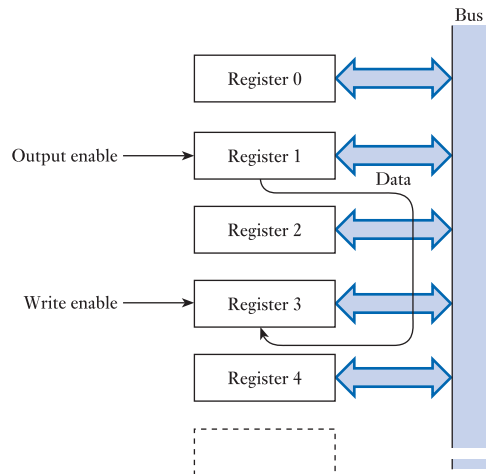 Bus
Register 0
Output enable
Register 1
Data
Register 2
Write enable
Register 3
Register 4